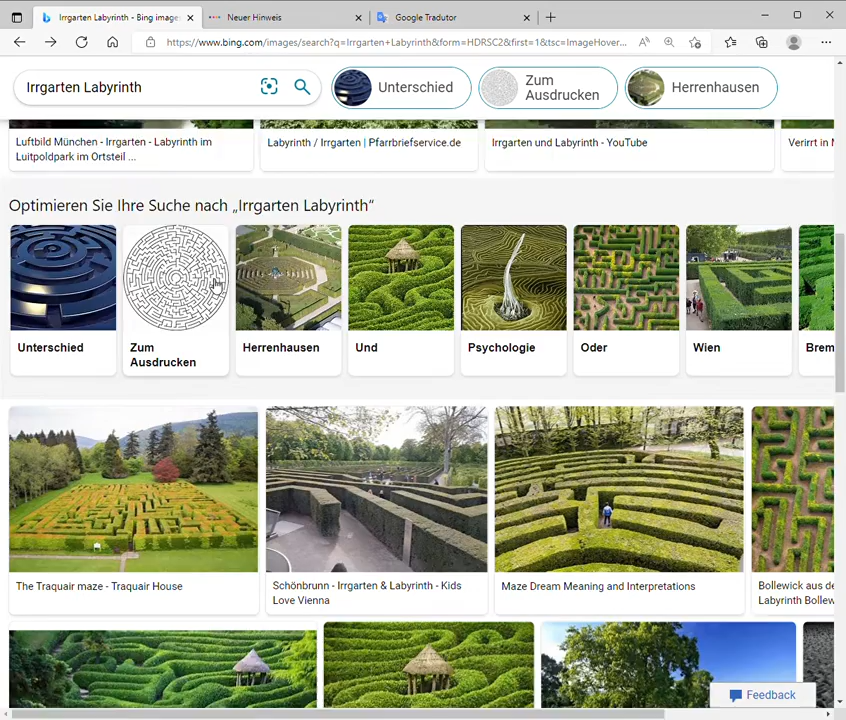 Irrgarten Labyrinth - Bing images
Neuer Hinweis
Google Tradutor
https://www.bing.com/images/search?q=Irrgarten+Labyrinth&form=HDRSC2&first=1&tsc=ImageHover...
Irrgarten Labyrinth
Unterschied
Zum
Ausdrucken
Herrenhausen
Luftbild München - Irrgarten - Labyrinth im
Luitpoldpark im Ortsteil ...
Labyrinth / Irrgarten | Pfarrbriefservice.de
Irrgarten und Labyrinth - YouTube
Verirrt in
Optimieren Sie Ihre Suche nach „Irrgarten Labyrinth“
Unterschied
Zum
Ausdrucken
Herrenhausen
Und
Psychologie
Oder
Wien
Brem
The Traquair maze - Traquair House
Schönbrunn - Irrgarten & Labyrinth - Kids
Love Vienna
Maze Dream Meaning and Interpretations
Bollewick aus de
Labyrinth Bollew
Feedback